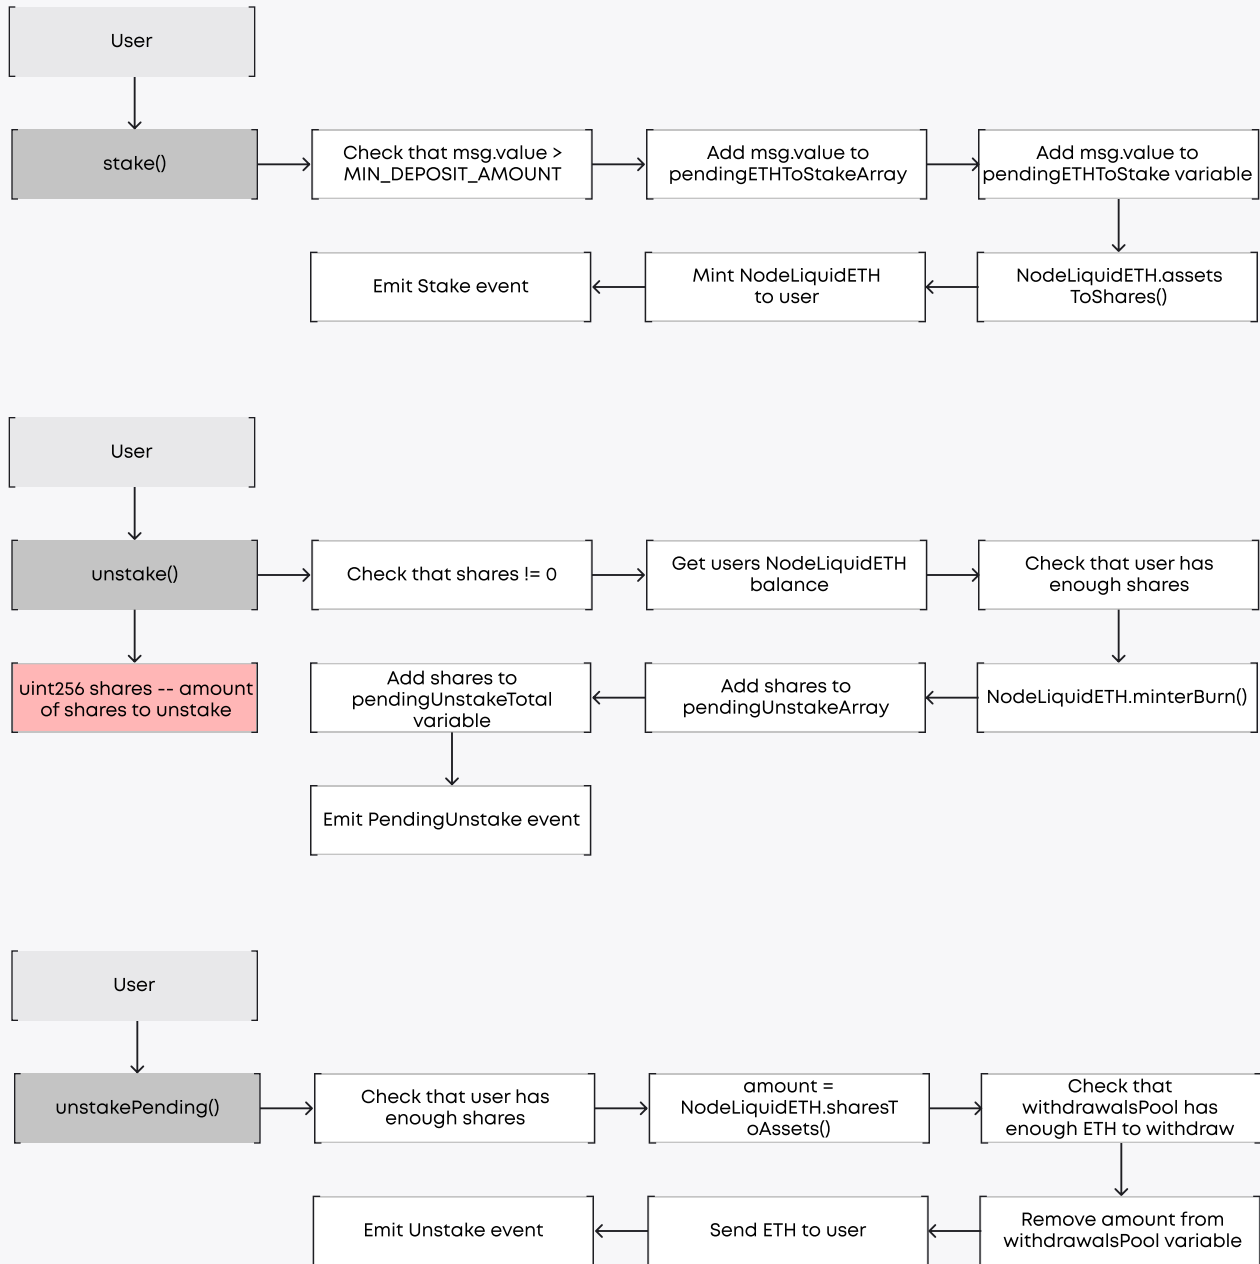 User
stake()
Check that msg.value >
MIN_DEPOSIT_AMOUNT
Add msg.value to
pendingETHToStakeArray
Add msg.value to
pendingETHToStake variable
NodeLiquidETH.assets
ToShares()
Mint NodeLiquidETH
to user
Emit Stake event
User
unstake()
uint256 shares -- amount
of shares to unstake
Check that shares != 0
Get users NodeLiquidETH
balance
Check that user has
enough shares
NodeLiquidETH.minterBurn()
Add shares to
pendingUnstakeArray
Add shares to
pendingUnstakeTotal
variable
Emit PendingUnstake event
User
unstakePending()
Check that user has
enough shares
amount =
NodeLiquidETH.sharesT
oAssets()
Check that
withdrawalsPool has
enough ETH to withdraw
Remove amount from
withdrawalsPool variable
Send ETH to user
Emit Unstake event